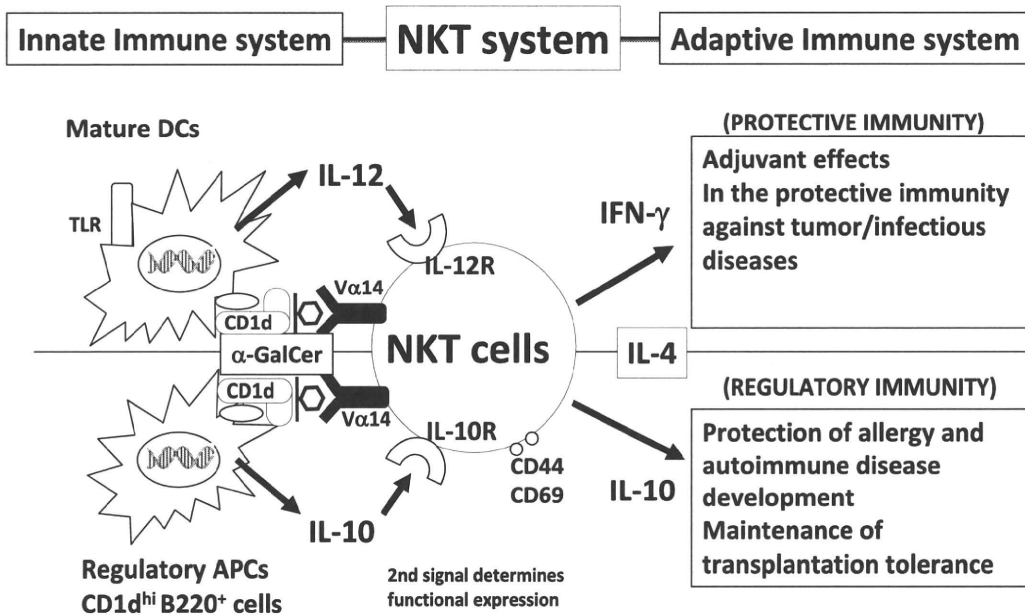 Innate Immune system
NKT system
Adaptive Immune system
Mature DCs
TLR
IL-12
IL-12R
Vα14
CD1d
α-GalCer
CD1d
Vα14
NKT cells
IL-10R
CD44
CD69
IL-10
Regulatory APCs
CD1dhi B220+ cells
2nd signal determines
functional expression
IFN-γ
IL-4
IL-10
(PROTECTIVE IMMUNITY)
Adjuvant effects
In the protective immunity
against tumor/infectious
diseases
(REGULATORY IMMUNITY)
Protection of allergy and
autoimmune disease
development
Maintenance of
transplantation tolerance